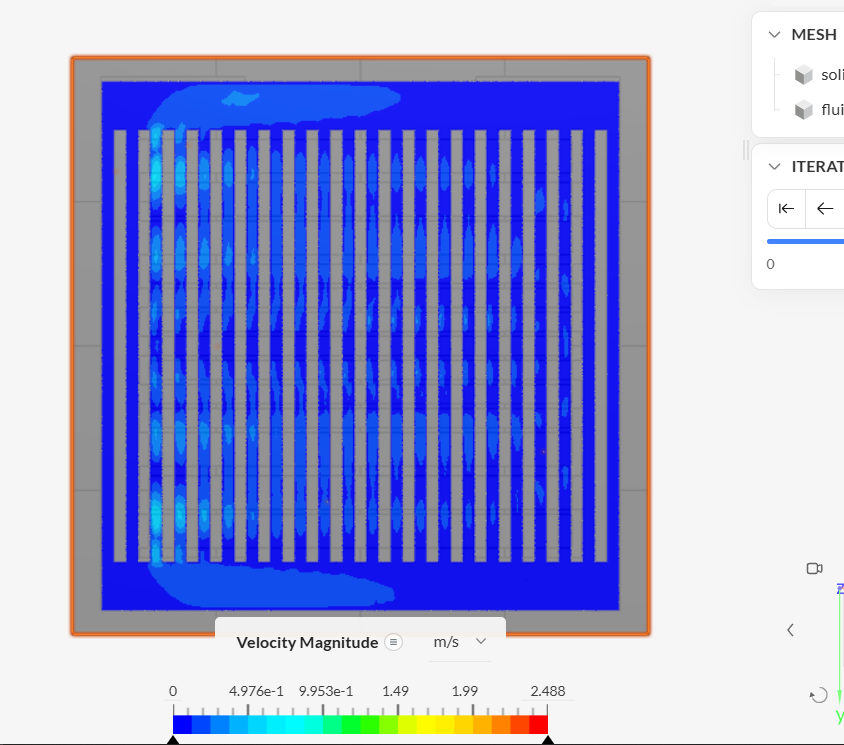 MESH
soli
flui
ITERAT
0
Velocity Magnitude
m/s
0 4.976e-1 9.953e-1 1.49 1.99 2.488
z
y